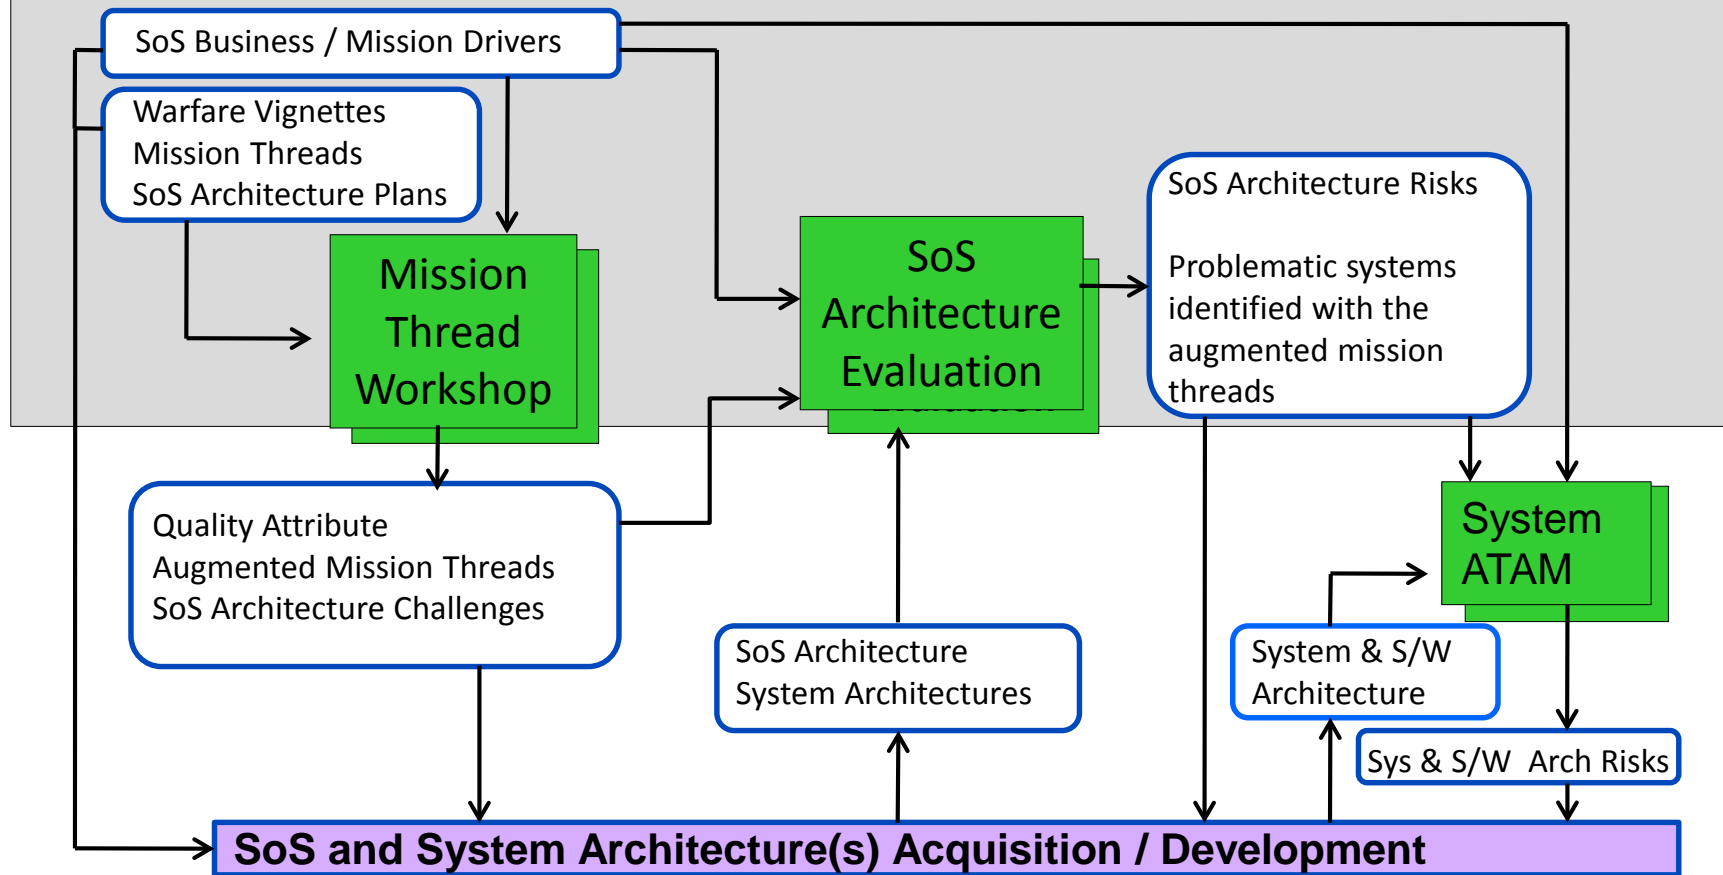 SoS Business / Mission Drivers
Warfare Vignettes
Mission Threads
SoS Architecture Plans
Mission
Thread
Workshop
SoS
Architecture
Evaluation
Evaluation
SoS Architecture Risks
Problematic systems
identified with the
augmented mission
threads
Quality Attribute
Augmented Mission Threads
SoS Architecture Challenges
System
ATAM
SoS Architecture
System Architectures
System & S/W
Architecture
Sys & S/W Arch Risks
SoS and System Architecture(s) Acquisition / Development